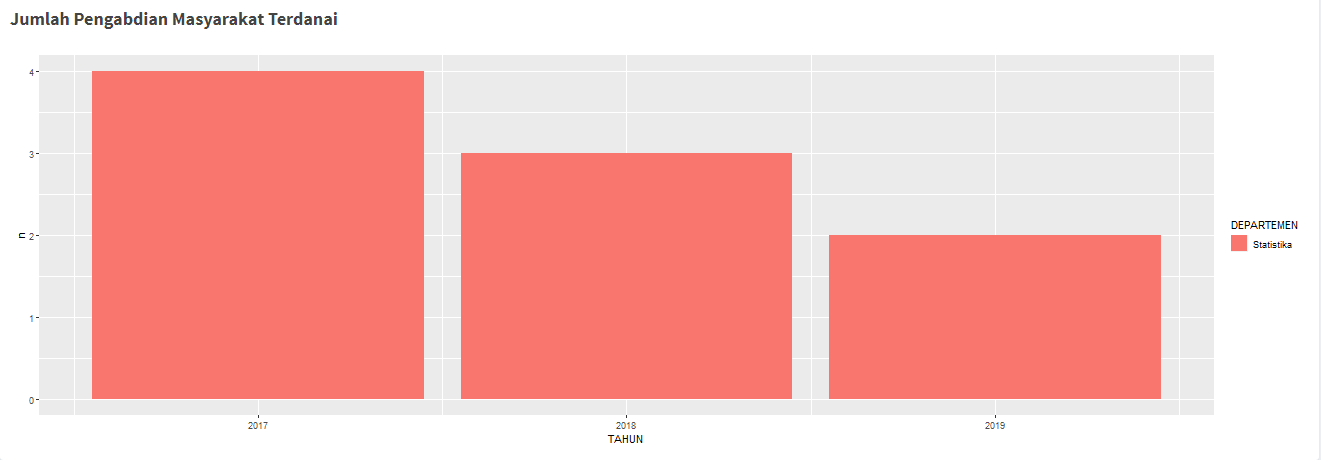 Jumlah Pengabdian Masyarakat Terdanai
4
3
2
1
0
n
2017 2018 2019
TAHUN
DEPARTEMEN
Statistika